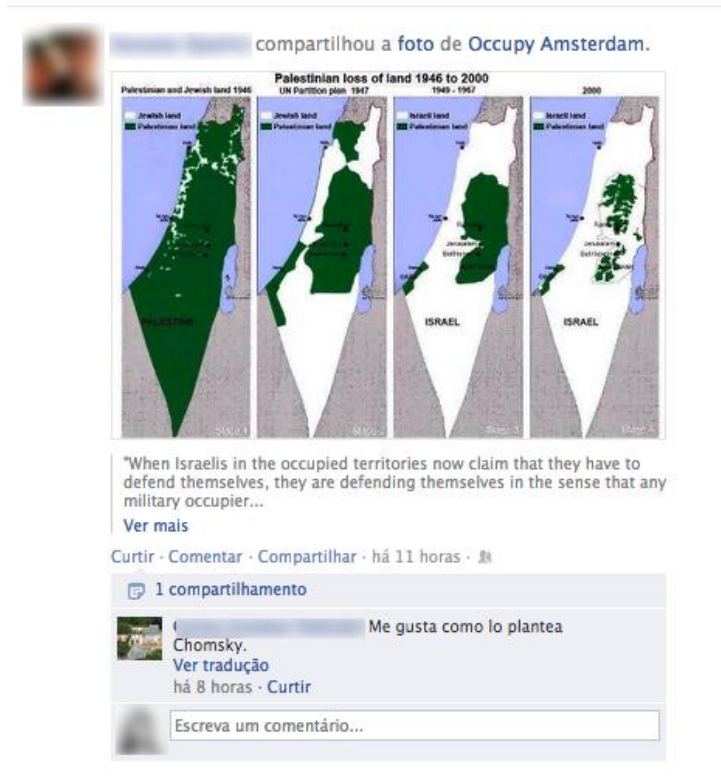 compartilhou a foto de Occupy Amsterdam.
Palestinian loss of land 1946 to 2000
Palestinian and Jewish land 1946
UN Partition plan 1947
1949 - 1967
2000
Jewish land
Palestinian land
Jewish land
Palestinian land
Israeli land
Palestinian land
Israeli land
Palestinian land
Jerusalem
Jerusalem
PALESTINE
ISRAEL
ISRAEL
"When Israelis in the occupied territories now claim that they have to
defend themselves, they are defending themselves in the sense that any
military occupier...
Ver mais
Curtir · Comentar · Compartilhar · há 11 horas ·
1 compartilhamento
Me gusta como lo plantea
Chomsky.
Ver tradução
há 8 horas · Curtir
Escreva um comentário...